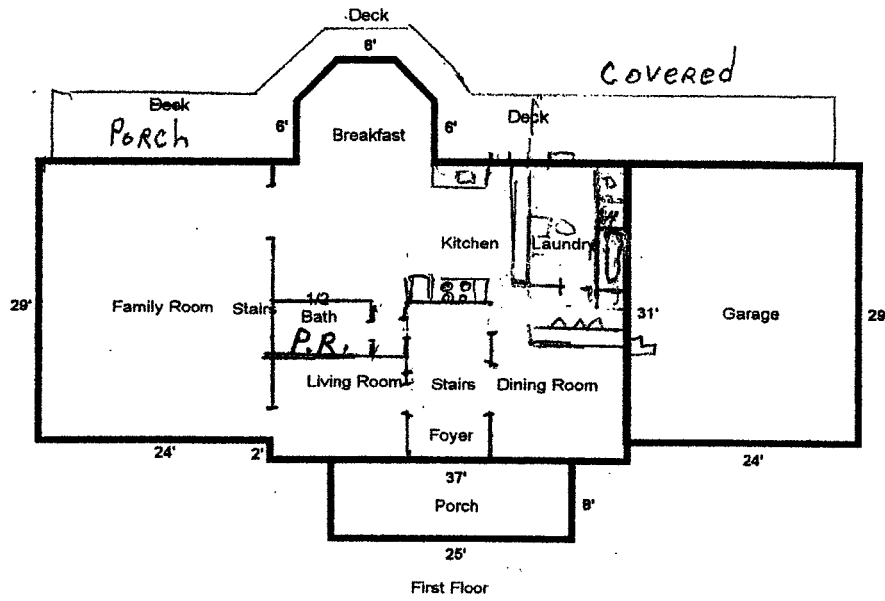 Deck
6'
COVERED
Deck
PORCH
Deck
6'
Breakfast
6'
Kitchen
Laundry
29'
Family Room
Stairs
1/2
Bath
P.R.
31'
Garage
29
Living Room
Stairs
Dining Room
Foyer
24'
2'
37'
24'
Porch
8'
25'
First Floor